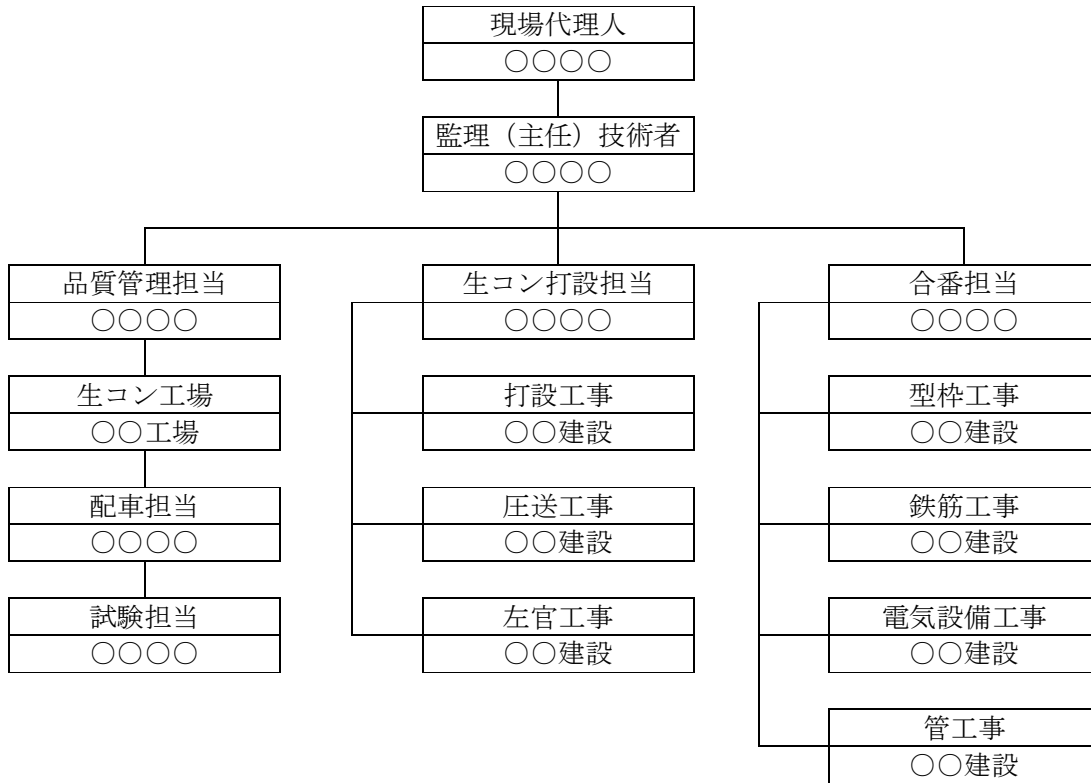 現場代理人
○○○○
監理（主任）技術者
○○○○
品質管理担当
○○○○
生コン工場
○○工場
配車担当
○○○○
試験担当
○○○○
生コン打設担当
○○○○
打設工事
○○建設
圧送工事
○○建設
左官工事
○○建設
合番担当
○○○○
型枠工事
○○建設
鉄筋工事
○○建設
電気設備工事
○○建設
管工事
○○建設